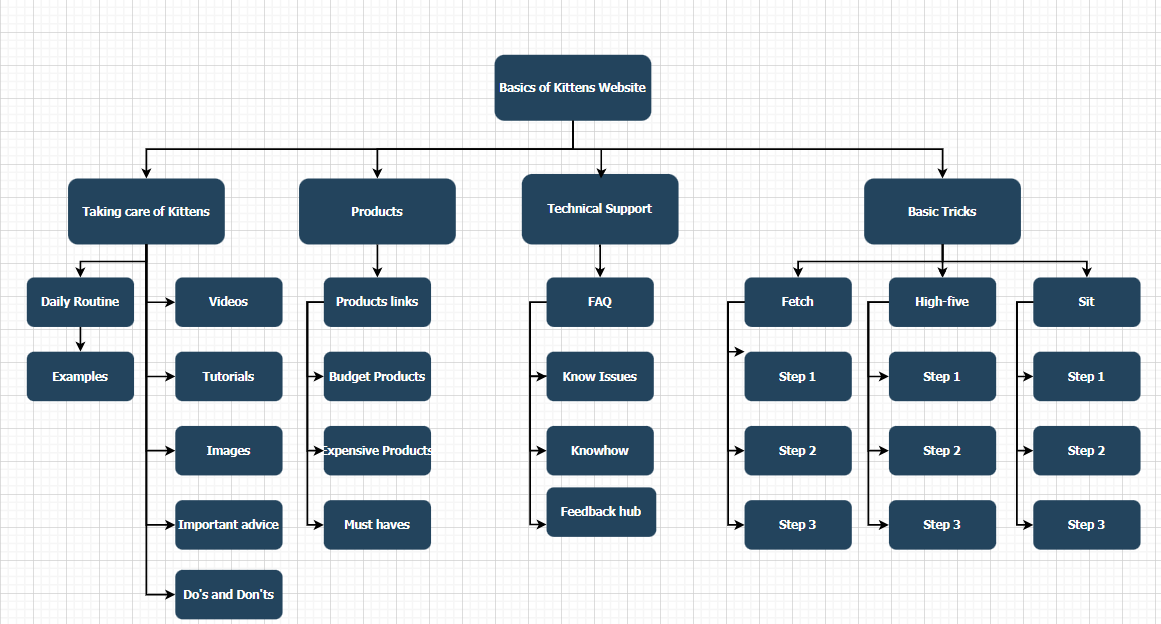 Basics of Kittens Website
Taking care of Kittens
Products
Technical Support
Basic Tricks
Daily Routine
Videos
Products links
FAQ
Fetch
High-five
Sit
Examples
Tutorials
Budget Products
Know Issues
Step 1
Step 1
Step 1
Images
Expensive Products
Knowhow
Step 2
Step 2
Step 2
Important advice
Must haves
Feedback hub
Step 3
Step 3
Step 3
Do's and Don'ts